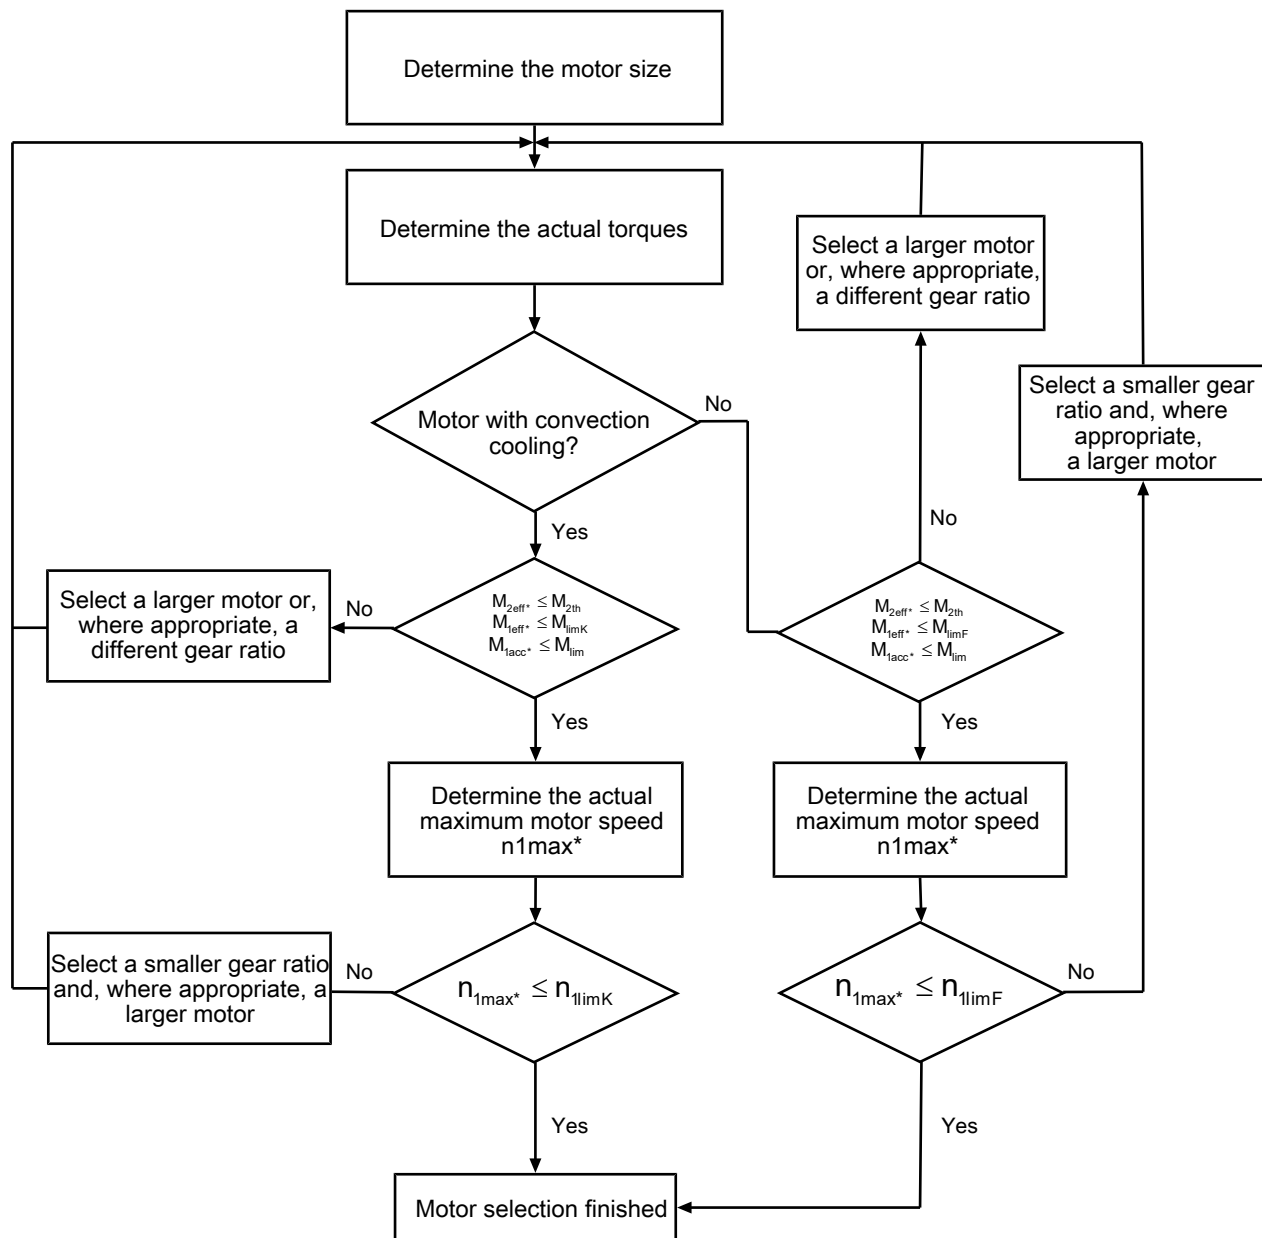 Determine the motor size
Determine the actual torques
Select a larger motor
or, where appropriate,
a different gear ratio
Select a smaller gear
ratio and, where
appropriate,
a larger motor
Motor with convection
cooling?
No
Yes
No
Select a larger motor or,
where appropriate, a
different gear ratio
No
M2eff* ≤ M2th
M1eff* ≤ MlimK
M1acc* ≤ Mlim
M2eff* ≤ M2th
M1eff* ≤ MlimF
M1acc* ≤ Mlim
Yes
Yes
Determine the actual
maximum motor speed
n1max*
Determine the actual
maximum motor speed
n1max*
Select a smaller gear ratio
and, where appropriate, a
larger motor
No
n1max* ≤ n1limK
n1max* ≤ n1limF
No
Yes
Yes
Motor selection finished